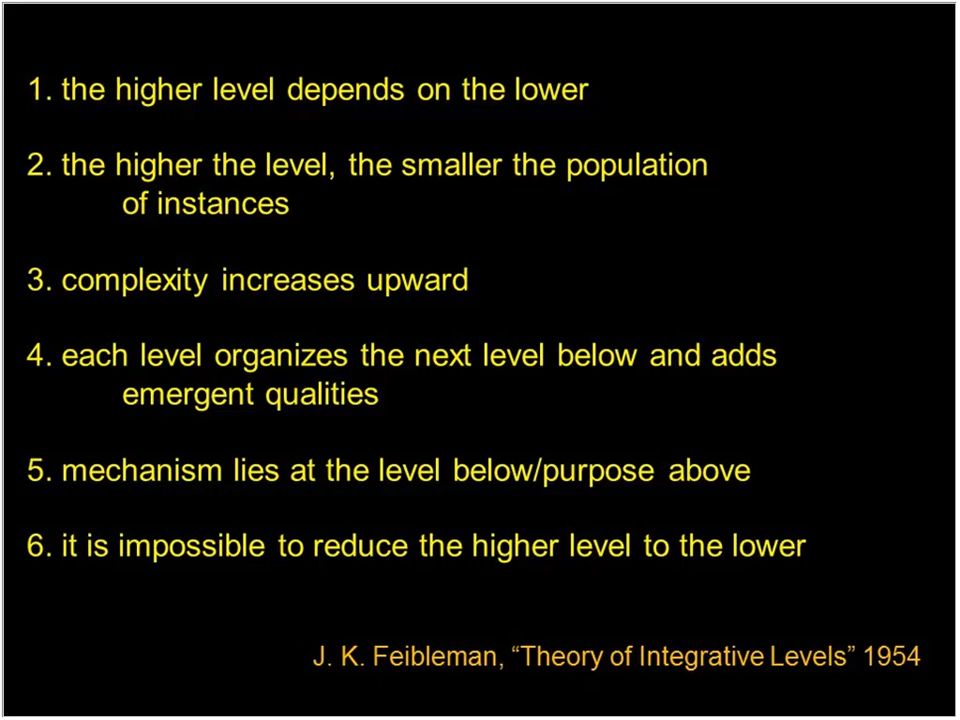 1. the higher level depends on the lower
2. the higher the level, the smaller the population
of instances
3. complexity increases upward
4. each level organizes the next level below and adds
emergent qualities
5. mechanism lies at the level below/purpose above
6. it is impossible to reduce the higher level to the lower
J. K. Feibleman, “Theory of Integrative Levels” 1954